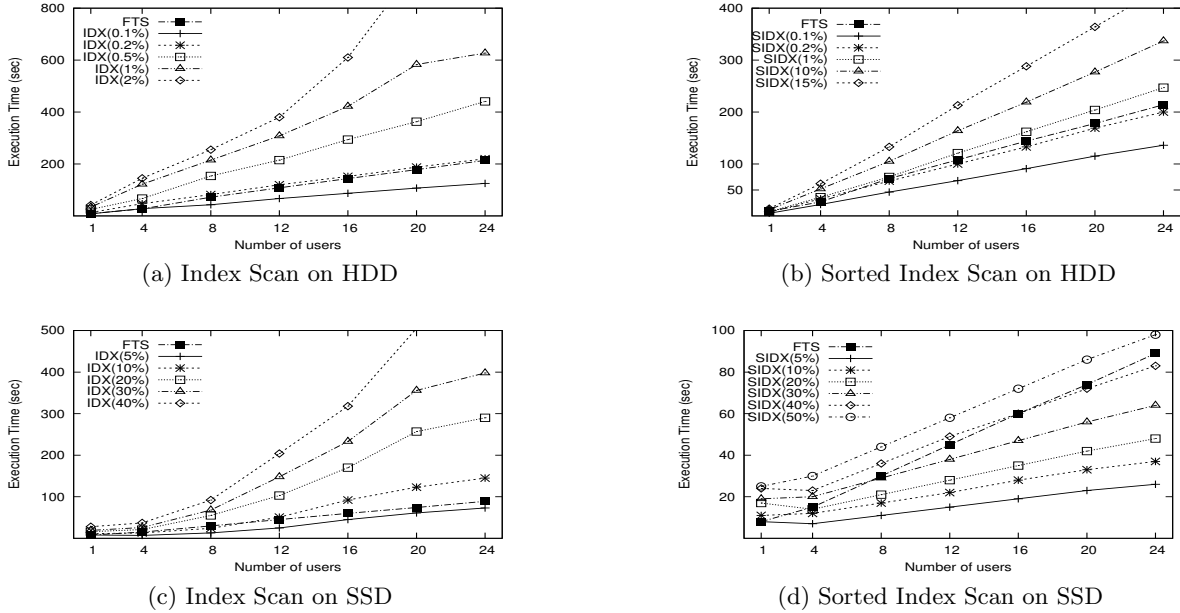 800
600
400
200
Execution Time (sec)
FTS
IDX(0.1%)
IDX(0.2%)
IDX(0.5%)
IDX(1%)
IDX(2%)
1 4 8 12 16 20 24
Number of users
(a) Index Scan on HDD
400
300
200
100
50
Execution Time (sec)
FTS
SIDX(0.1%)
SIDX(0.2%)
SIDX(1%)
SIDX(10%)
SIDX(15%)
1 4 8 12 16 20 24
Number of users
(b) Sorted Index Scan on HDD
500
400
300
200
100
Execution Time (sec)
FTS
IDX(5%)
IDX(10%)
IDX(20%)
IDX(30%)
IDX(40%)
1 4 8 12 16 20 24
Number of users
(c) Index Scan on SSD
100
80
60
40
20
Execution Time (sec)
FTS
SIDX(5%)
SIDX(10%)
SIDX(20%)
SIDX(30%)
SIDX(40%)
SIDX(50%)
1 4 8 12 16 20 24
Number of users
(d) Sorted Index Scan on SSD